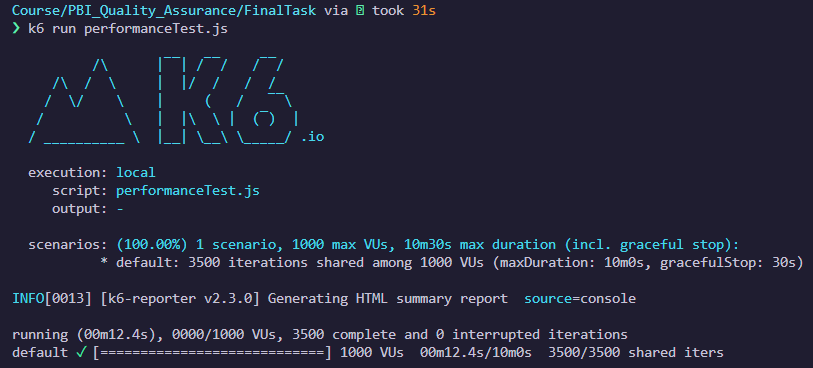 Course/PBI_Quality_Assurance/FinalTask via took 31s
❯ k6 run performanceTest.js
.io
execution: local
script: performanceTest.js
output: -
scenarios: (100.00%) 1 scenario, 1000 max VUs, 10m30s max duration (incl. graceful stop):
* default: 3500 iterations shared among 1000 VUs (maxDuration: 10m0s, gracefulStop: 30s)
INFO[0013] [k6-reporter v2.3.0] Generating HTML summary report source=console
running (00m12.4s), 0000/1000 VUs, 3500 complete and 0 interrupted iterations
default ✓ [============================] 1000 VUs 00m12.4s/10m0s 3500/3500 shared iters